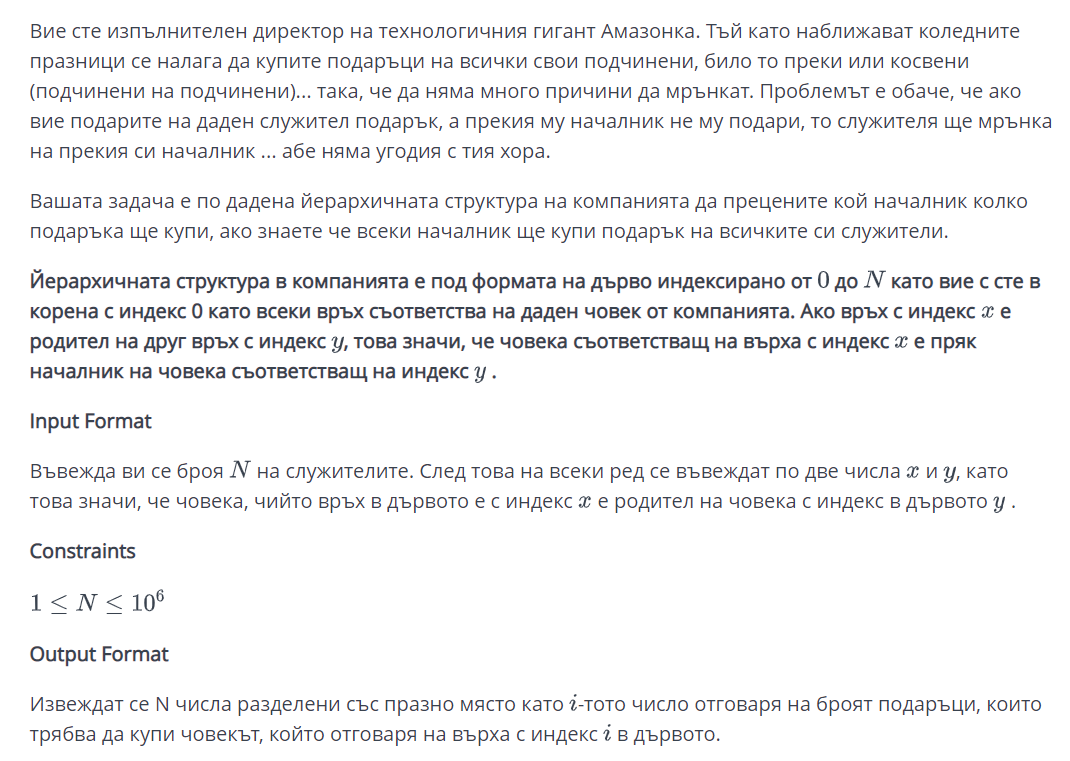 Вие сте изпълнителен директор на технологичния гигант Амазонка. Тъй като наближават коледните
празници се налага да купите подаръци на всички свои подчинени, било то преки или косвени
(подчинени на подчинени)... така, че да няма много причини да мрънкат. Проблемът е обаче, че ако
вие подарите на даден служител подарък, а прекия му началник не му подари, то служителя ще мрънка
на прекия си началник ... абе няма угодия с тия хора.
Вашата задача е по дадена йерархичната структура на компанията да прецените кой началник колко
подаръка ще купи, ако знаете че всеки началник ще купи подарък на всичките си служители.
Йерархичната структура в компанията е под формата на дърво индексирано от 0 до N като вие с сте в
корена с индекс 0 като всеки връх съответства на даден човек от компанията. Ако връх с индекс x е
родител на друг връх с индекс y, това значи, че човека съответстващ на върха с индекс x е пряк
началник на човека съответстващ на индекс y .
Input Format
Въвежда ви се броя N на служителите. След това на всеки ред се въвеждат по две числа x и y, като
това значи, че човека, чийто връх в дървото е с индекс x е родител на човека с индекс в дървото y .
Constraints
1 ≤ N ≤ 10⁶
Output Format
Извеждат се N числа разделени със празно място като i-тото число отговаря на броят подаръци, които
трябва да купи човекът, който отговаря на върха с индекс i в дървото.